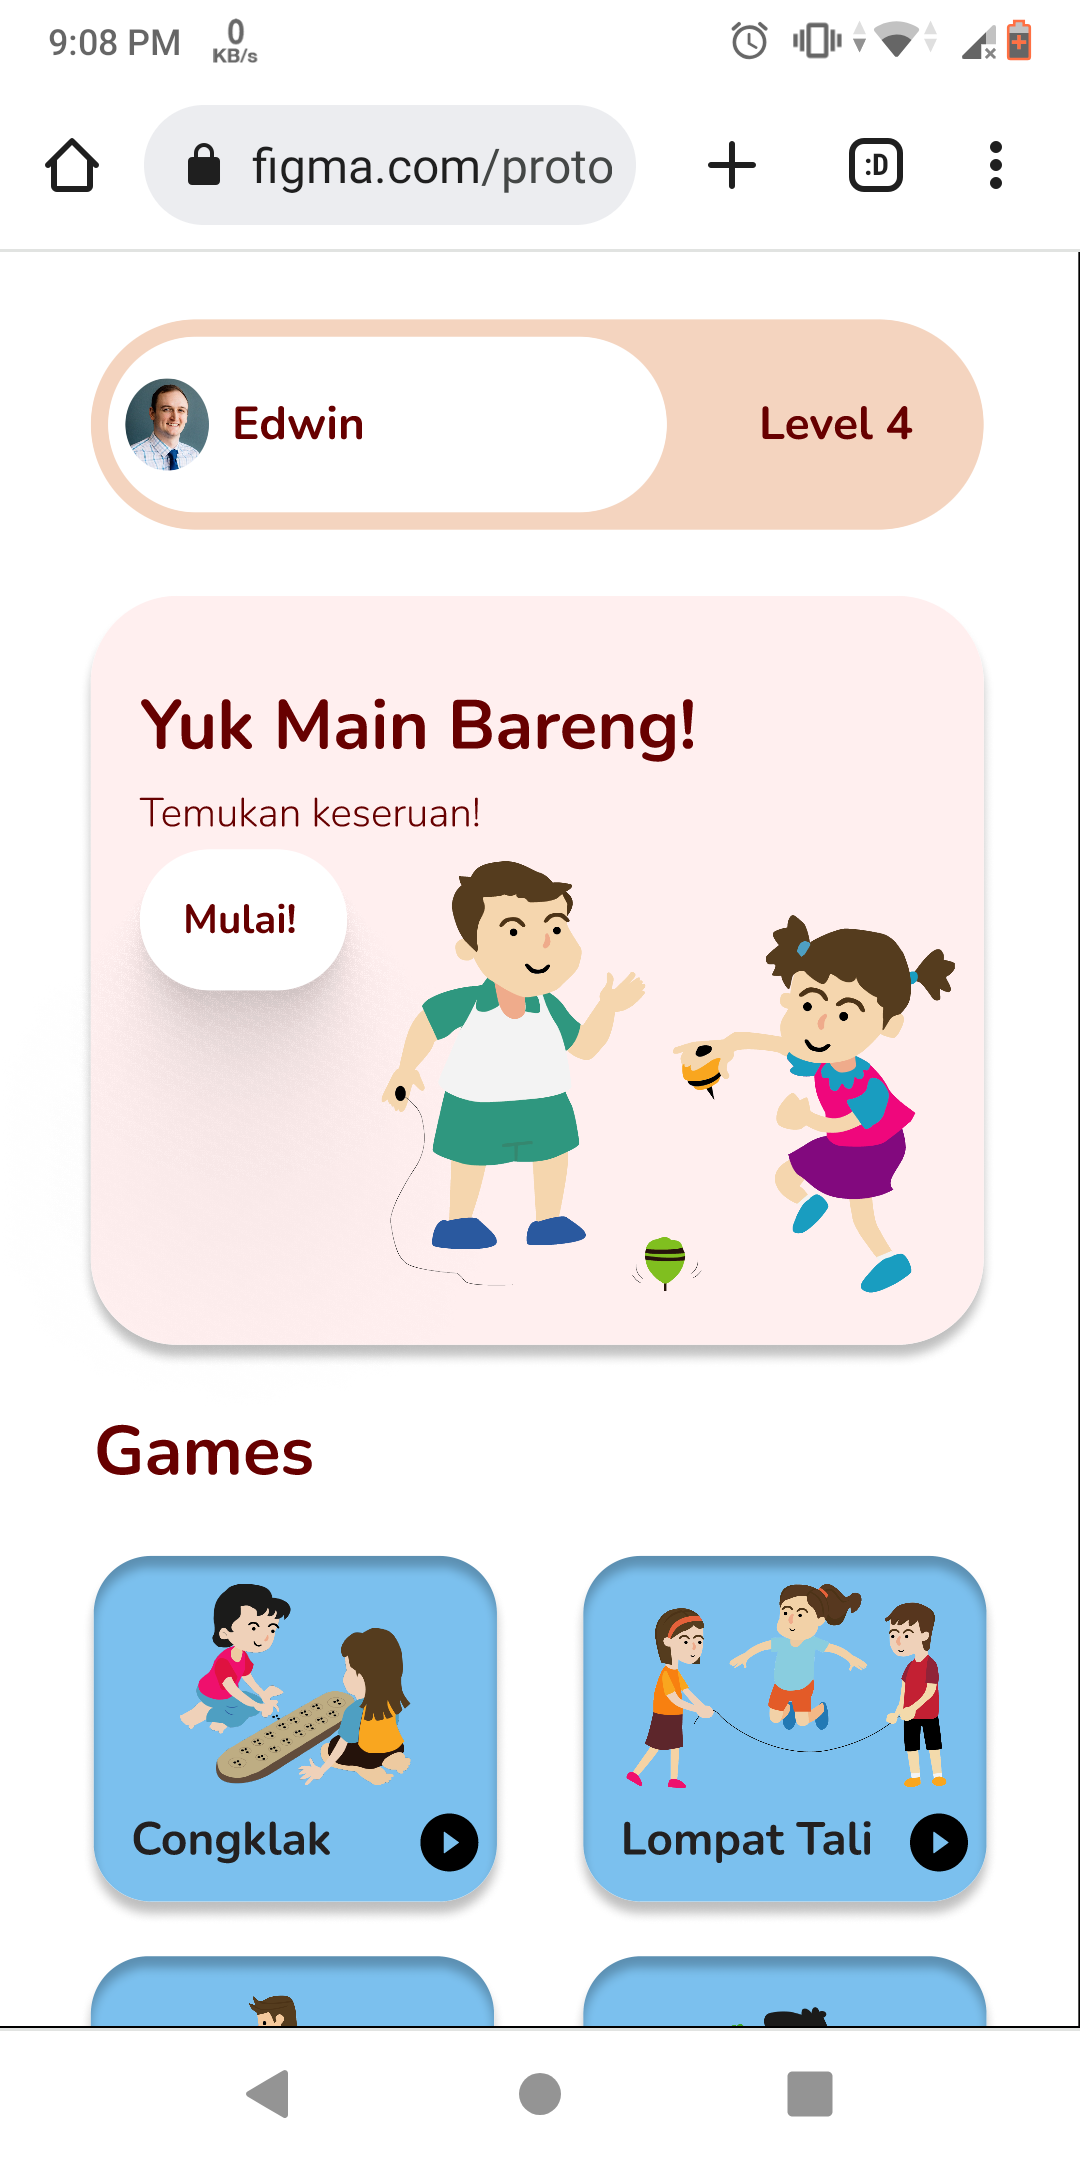 9:08 PM
0
KB/s
figma.com/proto
:D
Edwin
Level 4
Yuk Main Bareng!
Temukan keseruan!
Mulai!
Games
Congklak
Lompat Tali